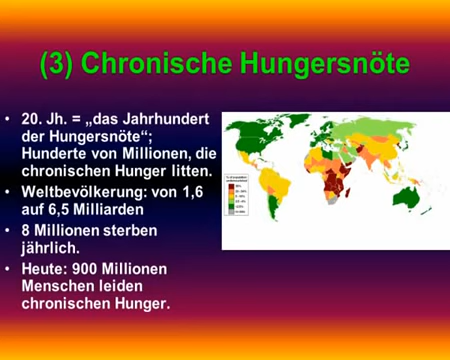 (3) Chronische Hungersnöte
• 20. Jh. = „das Jahrhundert
der Hungersnöte“;
Hunderte von Millionen, die
chronischen Hunger litten.
• Weltbevölkerung: von 1,6
auf 6,5 Milliarden
• 8 Millionen sterben
jährlich.
• Heute: 900 Millionen
Menschen leiden
chronischen Hunger.